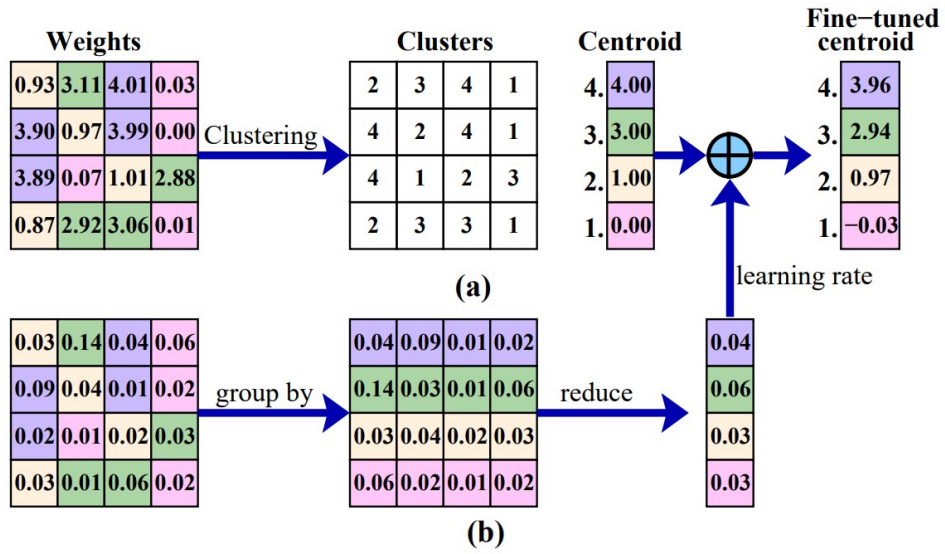 Weights
Clusters
Centroid
Fine−tuned
centroid
0.93 3.11 4.01 0.03
3.90 0.97 3.99 0.00
3.89 0.07 1.01 2.88
0.87 2.92 3.06 0.01
Clustering
2 3 4 1
4 2 4 1
4 1 2 3
2 3 3 1
4. 4.00
3. 3.00
2. 1.00
1. 0.00
4. 3.96
3. 2.94
2. 0.97
1. −0.03
(a)
learning rate
0.03 0.14 0.04 0.06
0.09 0.04 0.01 0.02
0.02 0.01 0.02 0.03
0.03 0.01 0.06 0.02
group by
0.04 0.09 0.01 0.02
0.14 0.03 0.01 0.06
0.03 0.04 0.02 0.03
0.06 0.02 0.01 0.02
reduce
0.04
0.06
0.03
0.03
(b)